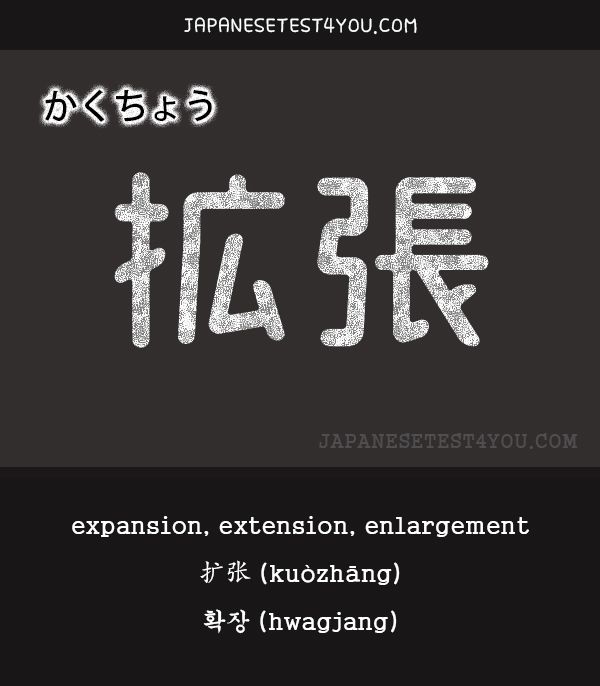 JAPANESETEST4YOU.COM
かくちょう
拡張
JAPANESETEST4YOU.COM
expansion, extension, enlargement
扩张 (kuòzhāng)
확장 (hwagjang)